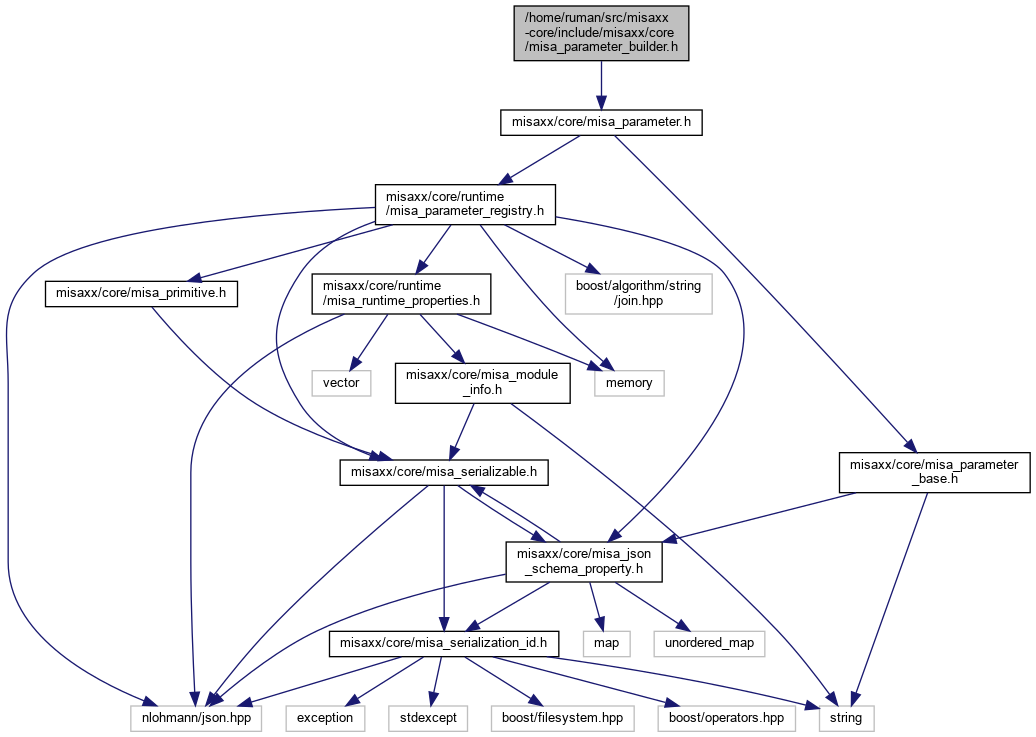 /home/ruman/src/misaxx
-core/include/misaxx/core
/misa_parameter_builder.h
misaxx/core/misa_parameter.h
misaxx/core/runtime
/misa_parameter_registry.h
misaxx/core/misa_primitive.h
misaxx/core/runtime
/misa_runtime_properties.h
boost/algorithm/string
/join.hpp
vector
misaxx/core/misa_module
_info.h
memory
misaxx/core/misa_serializable.h
misaxx/core/misa_parameter
_base.h
misaxx/core/misa_json
_schema_property.h
misaxx/core/misa_serialization_id.h
map
unordered_map
nlohmann/json.hpp
exception
stdexcept
boost/filesystem.hpp
boost/operators.hpp
string